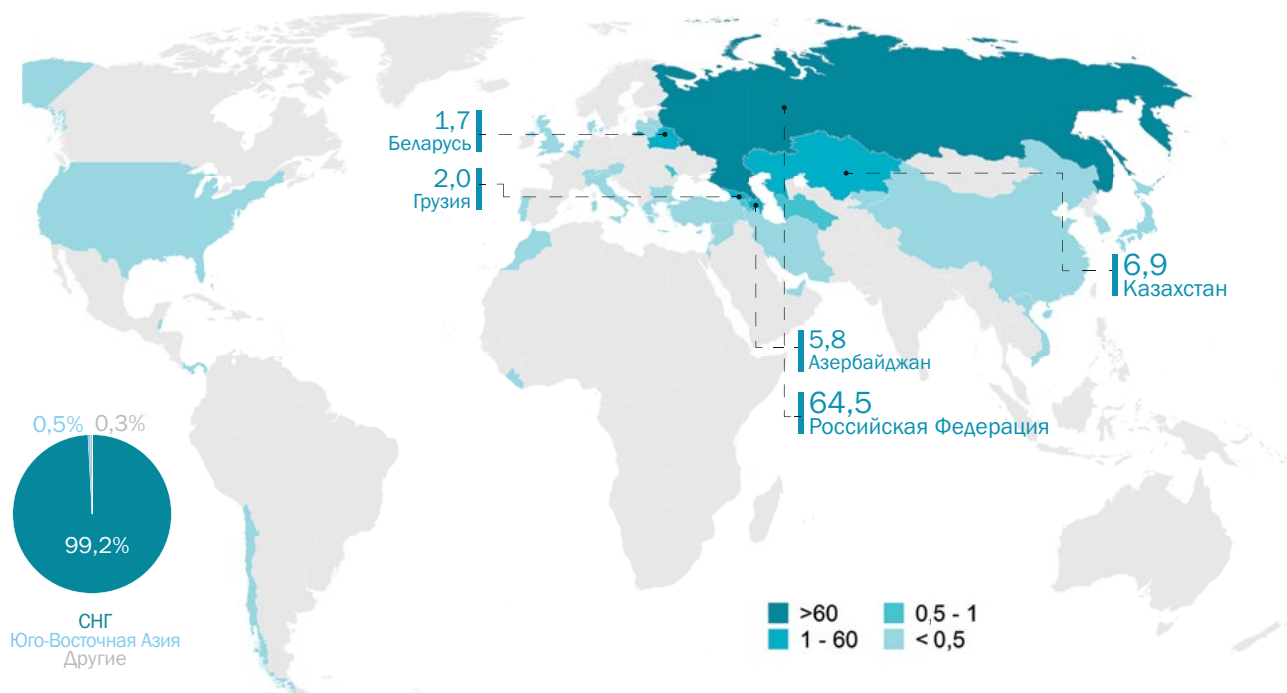 1,7
Беларусь
2,0
Грузия
6,9
Казахстан
5,8
Азербайджан
64,5
Российская Федерация
0,5% 0,3%
99,2%
СНГ
Юго-Восточная Азия
Другие
>60
0,5 - 1
1 - 60
< 0,5